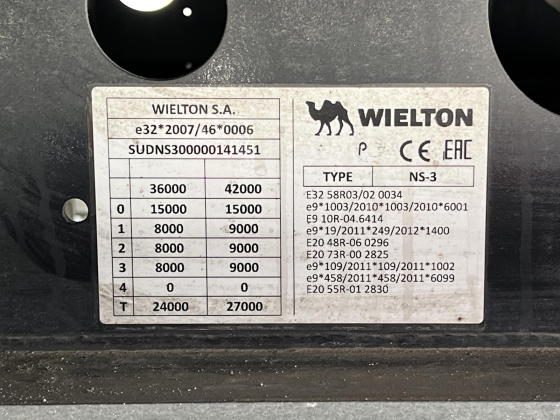 WIELTON S.A.
e32*2007/46*0006
SUDNS300000141451
36000 42000
0 15000 15000
1 8000 9000
2 8000 9000
3 8000 9000
4 0 0
T 24000 27000
WIELTON
P CE EAC
TYPE NS-3
E32 58R03/02 0034
e9*1003/2010*1003/2010*6001
E9 10R-04.6414
e9*19/2011*249/2012*1400
E20 48R-06 0296
E20 73R-00 2825
e9*109/2011*109/2011*1002
e9*458/2011*458/2011*6099
E20 55R-01 2830